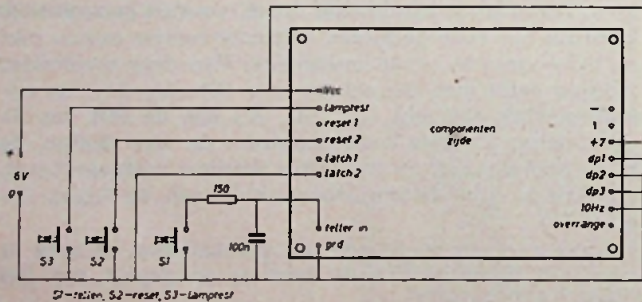 Vcc
lamptest
reset 1
reset 2
latch 1
latch 2
teller in
grd
componenten
zijde
–
1
+7
dp1
dp2
dp3
10Hz
overrange
+
6V
0
150
100n
S3
S2
S1
S1-tellen, S2-reset, S3-lamptest